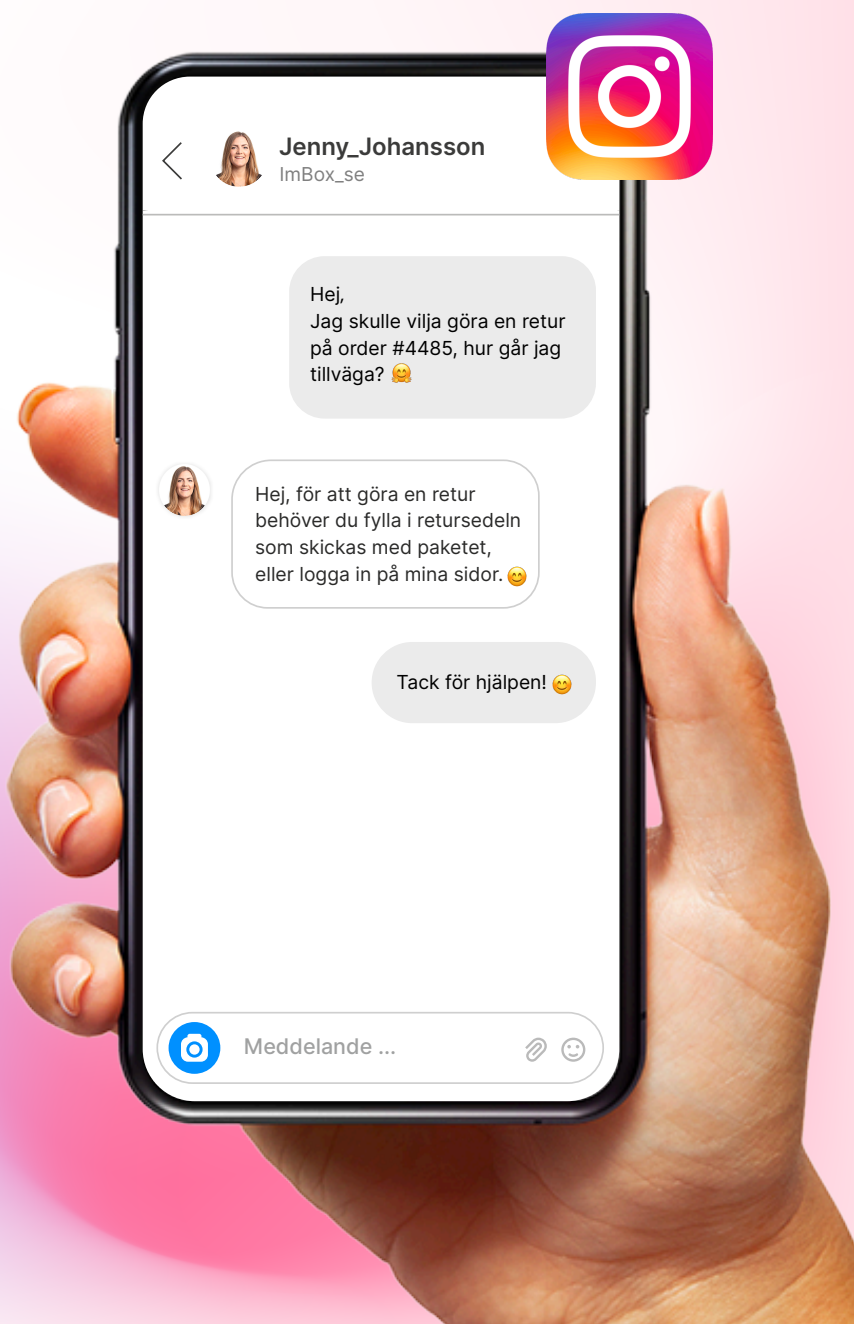 Jenny_Johansson
ImBox_se
Hej,
Jag skulle vilja göra en retur
på order #4485, hur går jag
tillväga? 🤗
Hej, för att göra en retur
behöver du fylla i retursedeln
som skickas med paketet,
eller logga in på mina sidor. 😊
Tack för hjälpen! 😊
Meddelande ...